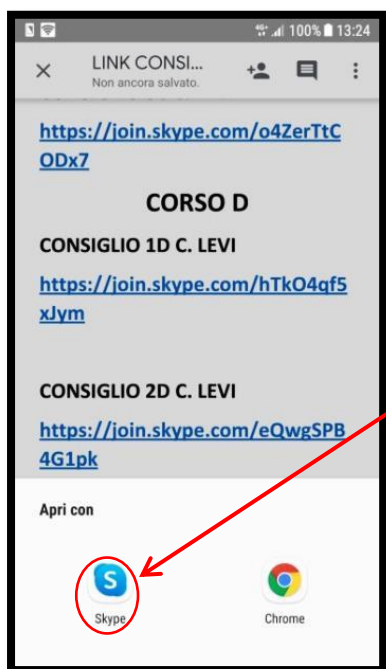 100% 13:24
LINK CONSI...
Non ancora salvato.
https://join.skype.com/o4ZerTtC
ODx7
CORSO D
CONSIGLIO 1D C. LEVI
https://join.skype.com/hTkO4qf5
xJym
CONSIGLIO 2D C. LEVI
https://join.skype.com/eQwgSPB
4G1pk
Apri con
Skype
Chrome